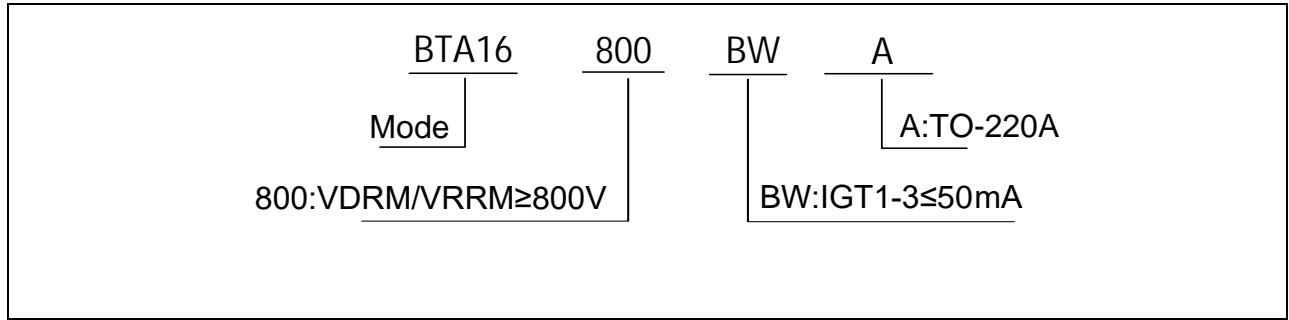 BTA16 800 BW A
Mode A:TO-220A
800:VDRM/VRRM≥800V BW:IGT1-3≤50mA